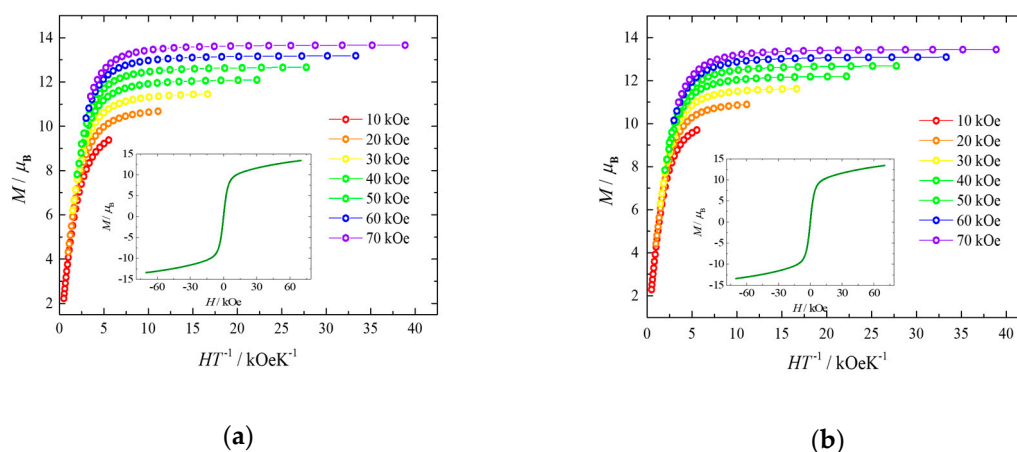 14
12
10
8
6
4
2
M / μB
0 5 10 15 20 25 30 35 40
HT-1 / kOeK-1
10 kOe
20 kOe
30 kOe
40 kOe
50 kOe
60 kOe
70 kOe
15
10
5
0
-5
-10
-15
M / μB
-60 -30 0 30 60
H / kOe
(a)
14
12
10
8
6
4
2
M / μB
0 5 10 15 20 25 30 35 40
HT-1 / kOeK-1
10 kOe
20 kOe
30 kOe
40 kOe
50 kOe
60 kOe
70 kOe
15
10
5
0
-5
-10
-15
M / μB
-60 -30 0 30 60
H / kOe
(b)